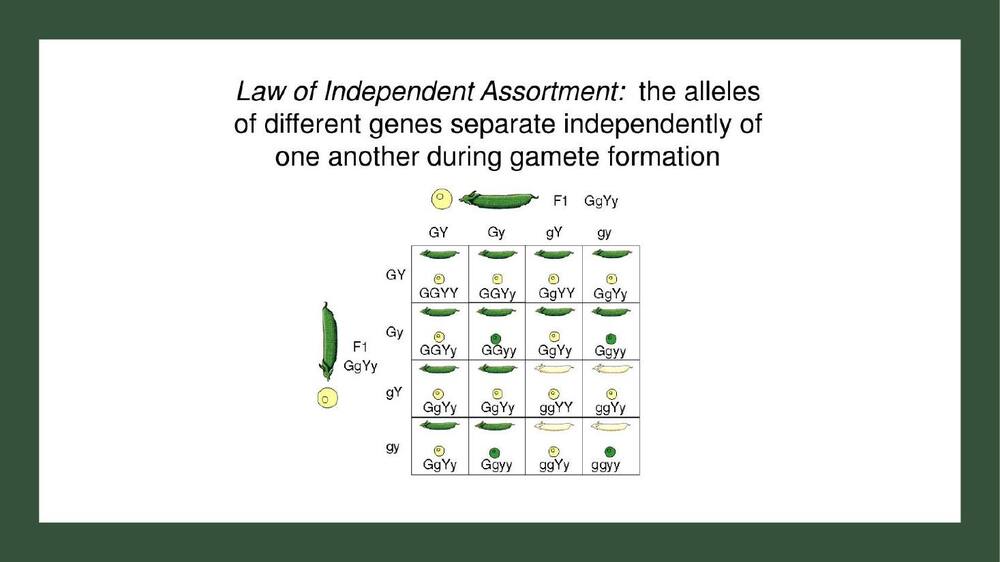 Law of Independent Assortment: the alleles
of different genes separate independently of
one another during gamete formation
F1 GgYy
GY Gy gY gy
GY
GGYY GGYy GgYY GgYy
Gy
GGYy GGyy GgYy Ggyy
F1
GgYy
gY
GgYy GgYy ggYY ggYy
gy
GgYy Ggyy ggYy ggyy